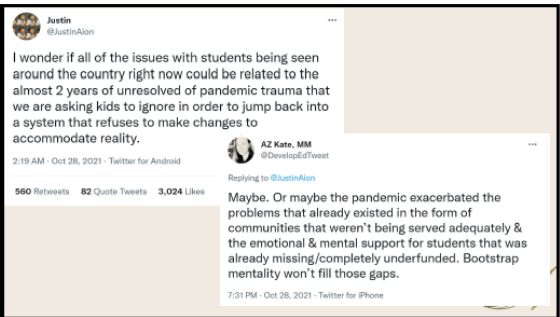 Justin
@JustinAion
I wonder if all of the issues with students being seen
around the country right now could be related to the
almost 2 years of unresolved of pandemic trauma that
we are asking kids to ignore in order to jump back into
a system that refuses to make changes to
accommodate reality.
2:19 AM · Oct 28, 2021 · Twitter for Android
560 Retweets 82 Quote Tweets 3,024 Likes
AZ Kate, MM
@DevelopEdTweet
Replying to @JustinAion
Maybe. Or maybe the pandemic exacerbated the
problems that already existed in the form of
communities that weren't being served adequately &
the emotional & mental support for students that was
already missing/completely underfunded. Bootstrap
mentality won't fill those gaps.
7:31 PM · Oct 28, 2021 · Twitter for iPhone